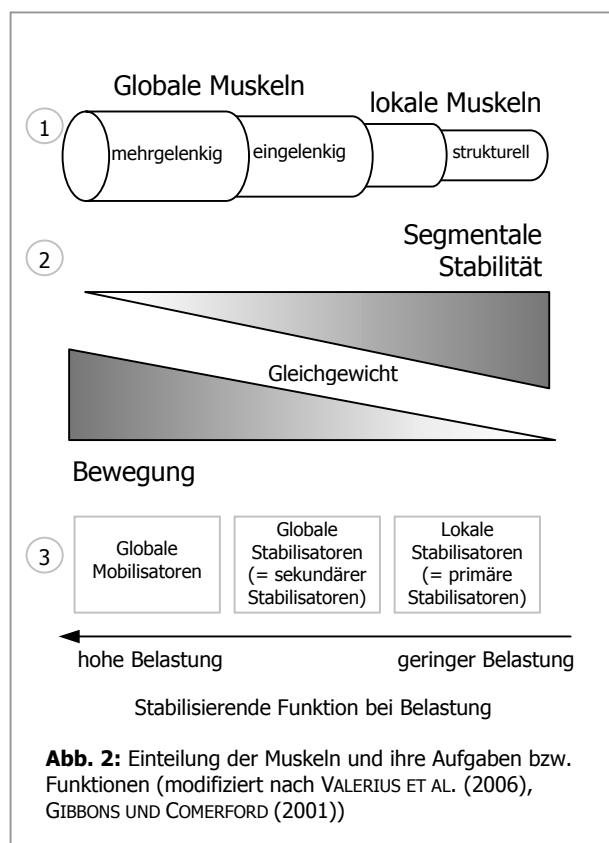 Globale Muskeln
lokale Muskeln
1
mehrgelenkig
eingelenkig
strukturell
2
Segmentale
Stabilität
Gleichgewicht
Bewegung
3
Globale
Mobilisatoren
Globale
Stabilisatoren
(= sekundärer
Stabilisatoren)
Lokale
Stabilisatoren
(= primäre
Stabilisatoren)
hohe Belastung
geringer Belastung
Stabilisierende Funktion bei Belastung
Abb. 2: Einteilung der Muskeln und ihre Aufgaben bzw.
Funktionen (modifiziert nach VALERIUS ET AL. (2006),
GIBBONS UND COMERFORD (2001))